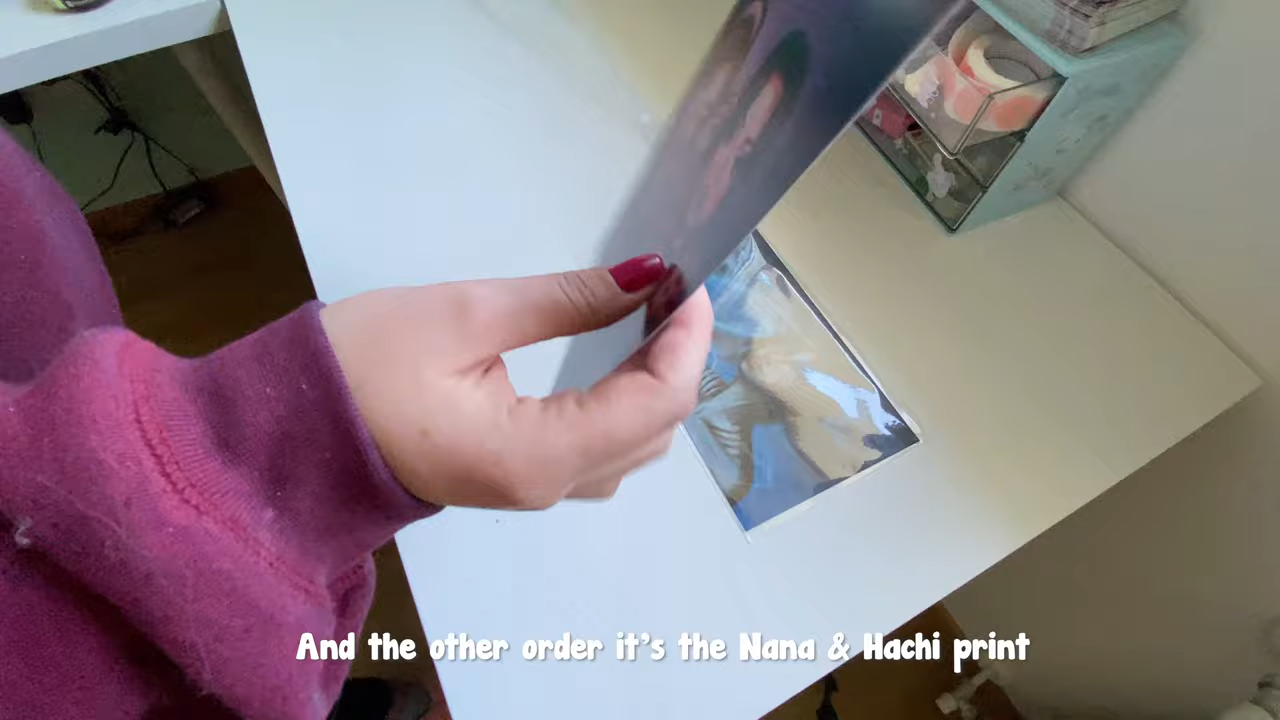 And the other order it's the Nana & Hachi print